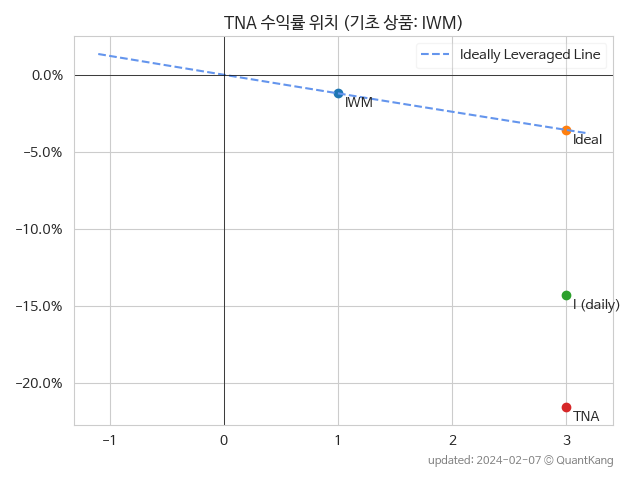 TNA 수익률 위치 (기초 상품: IWM)
Ideally Leveraged Line
0.0%
IWM
Ideal
−5.0%
−10.0%
−15.0%
I (daily)
−20.0%
TNA
−1
0
1
2
3
updated: 2024-02-07 © QuantKang